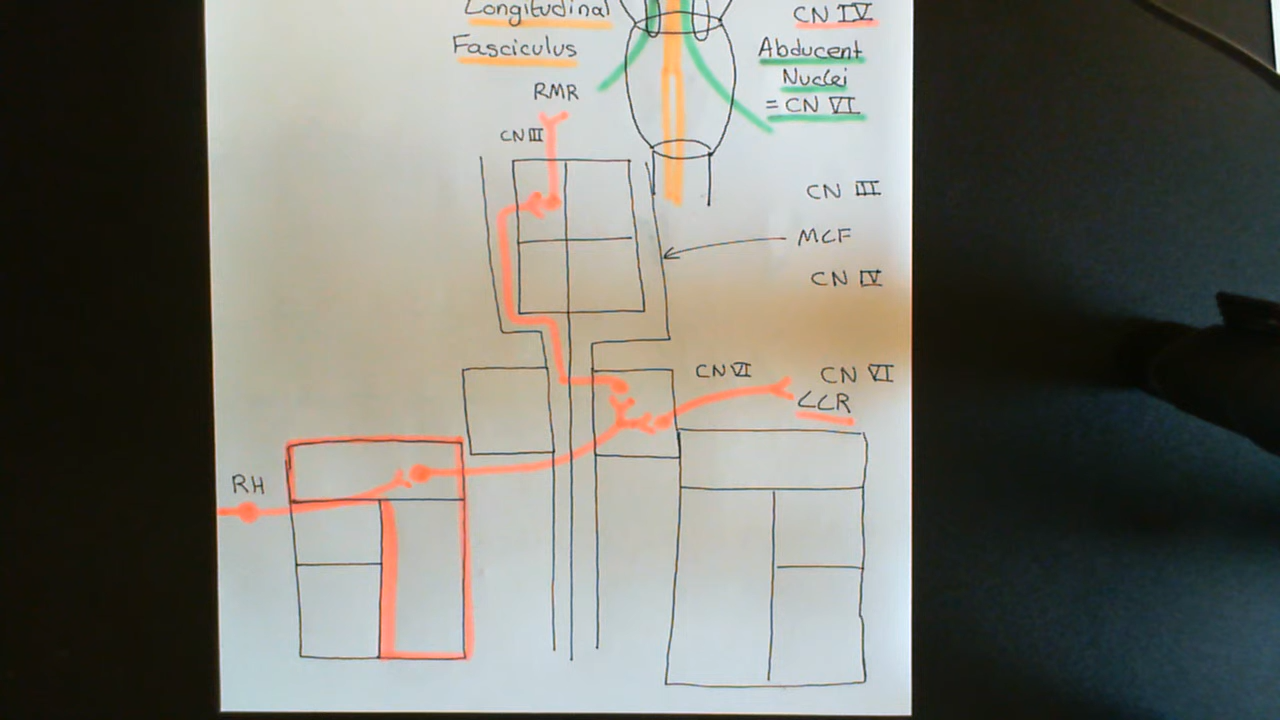 Longitudinal
Fasciculus
CN IV
Abducent
Nuclei
= CN VI
RMR
CN III
CN III
MCF
CN IV
CN VI
CN VI
LCR
RH